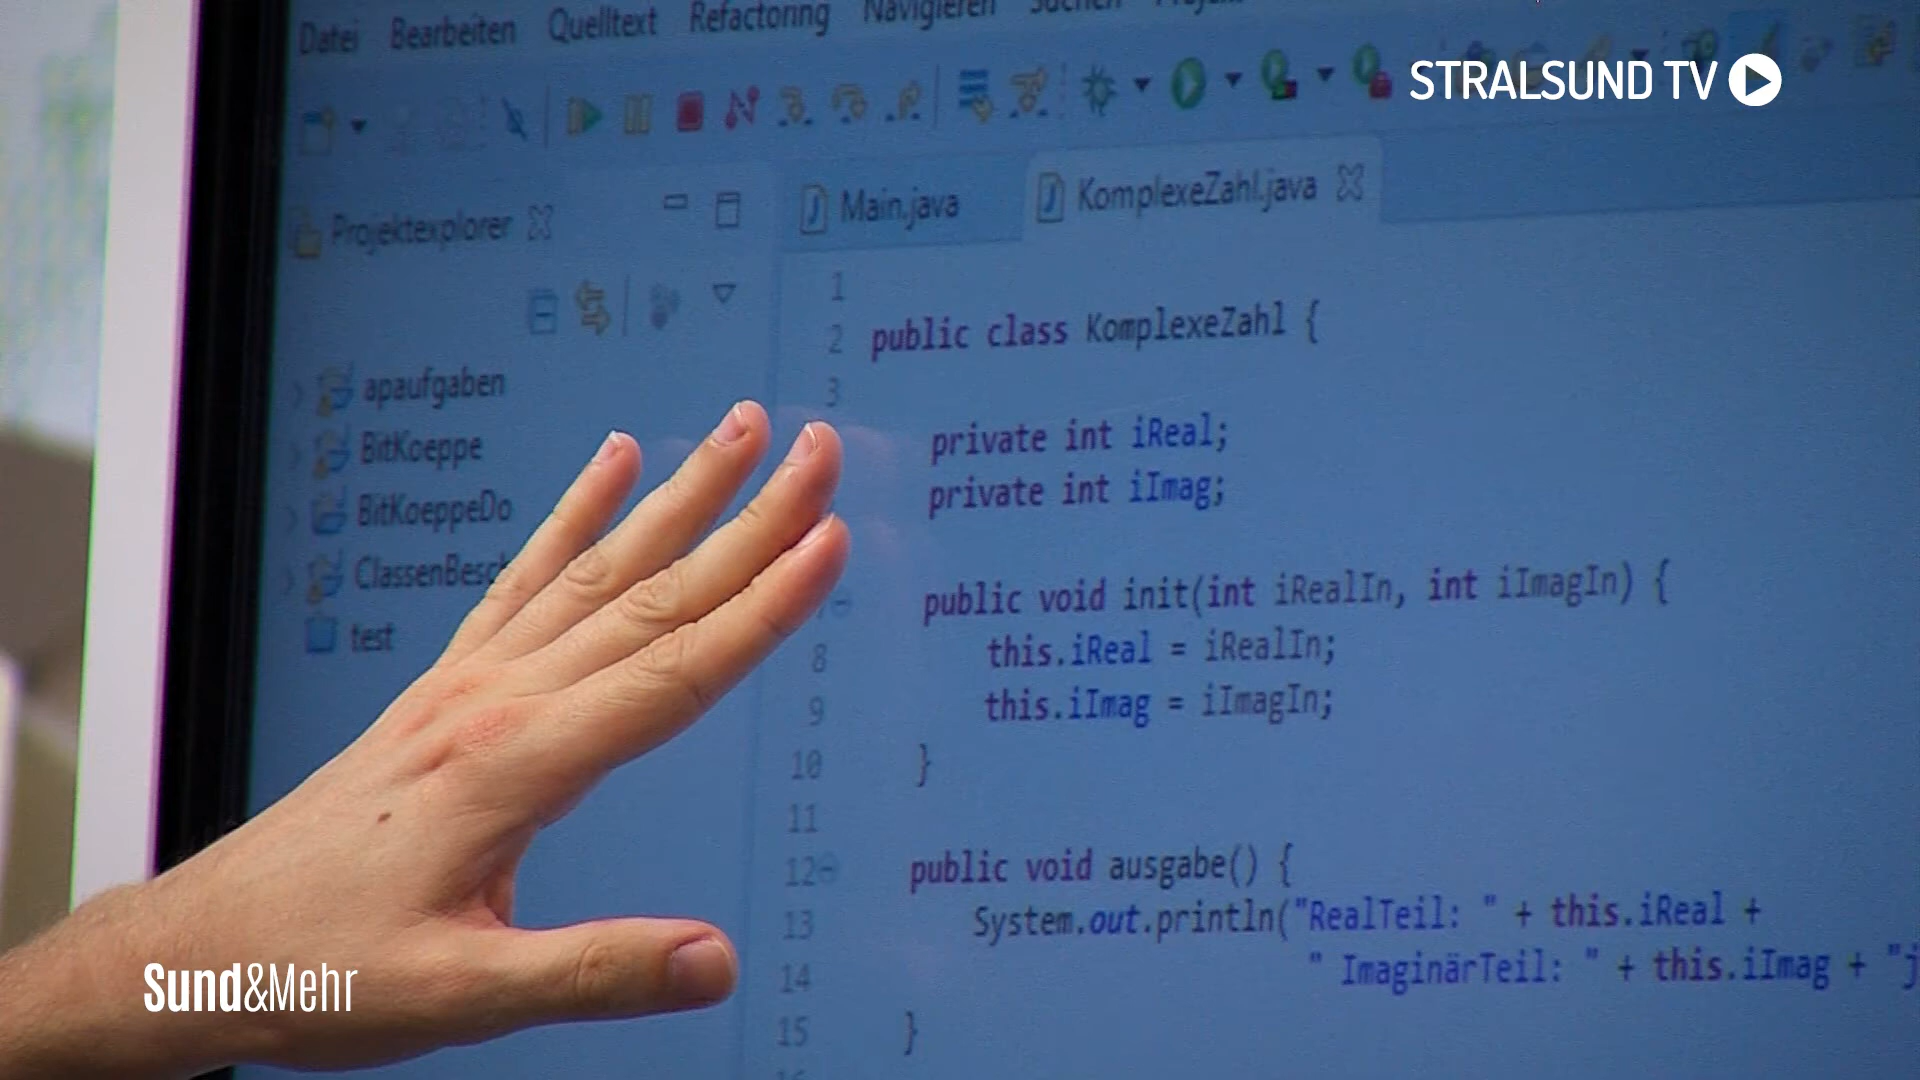 Datei Bearbeiten Quelltext Refactoring Navigieren Suchen
STRALSUND TV
Projektexplorer
Main.java KomplexeZahl.java
apaufgaben
BitKoeppe
BitKoeppeDo
ClassenBesc
test
1
2 public class KomplexeZahl {
3
private int iReal;
private int iImag;
public void init(int iRealIn, int iImagIn) {
8 this.iReal = iRealIn;
9 this.iImag = iImagIn;
10 }
11
12 public void ausgabe() {
13 System.out.println("RealTeil: " + this.iReal +
14 " ImaginärTeil: " + this.iImag + "j
15 }
Sund&Mehr